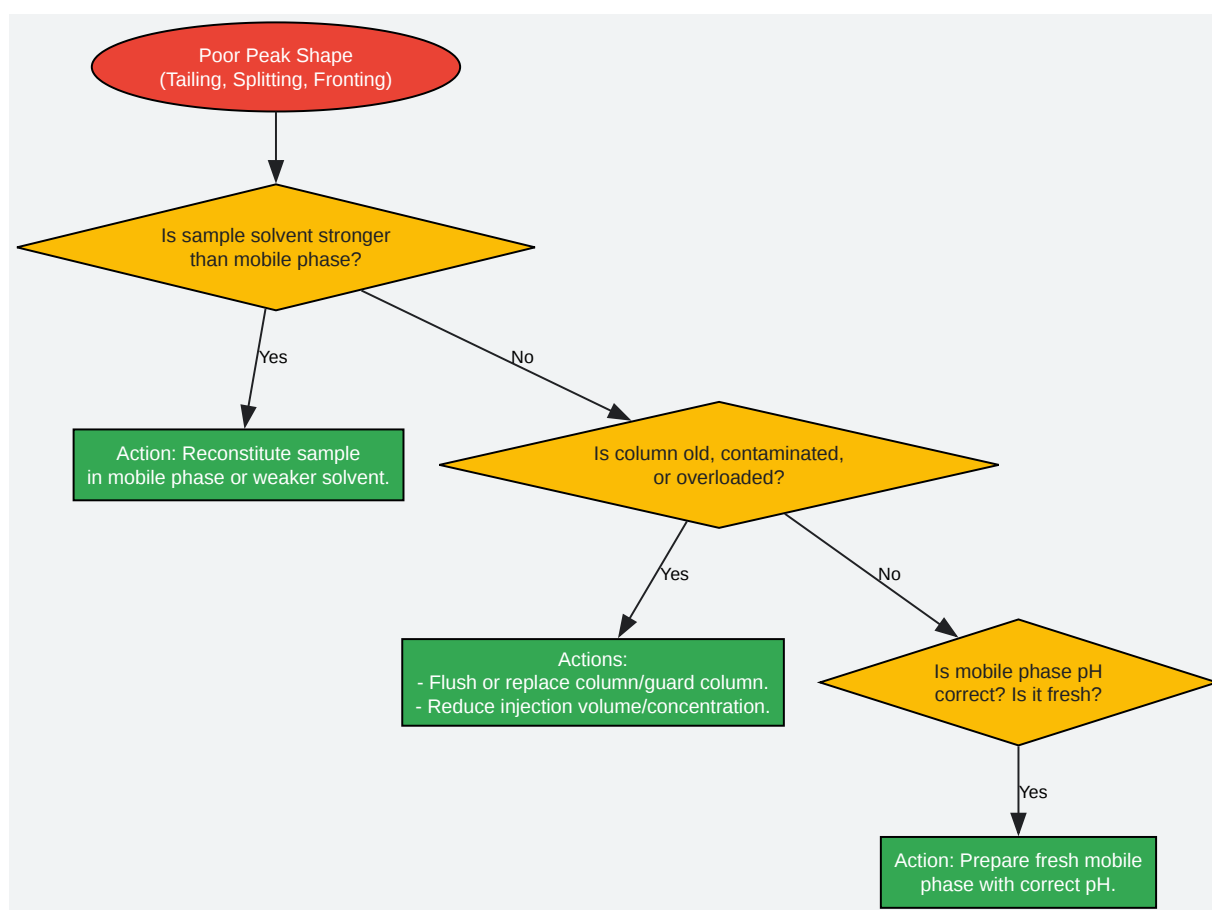 Poor Peak Shape
(Tailing, Splitting, Fronting)
Is sample solvent stronger
than mobile phase?
Yes
No
Action: Reconstitute sample
in mobile phase or weaker solvent.
Is column old, contaminated,
or overloaded?
Yes
No
Actions:
- Flush or replace column/guard column.
- Reduce injection volume/concentration.
Is mobile phase pH
correct? Is it fresh?
Yes
Action: Prepare fresh mobile
phase with correct pH.